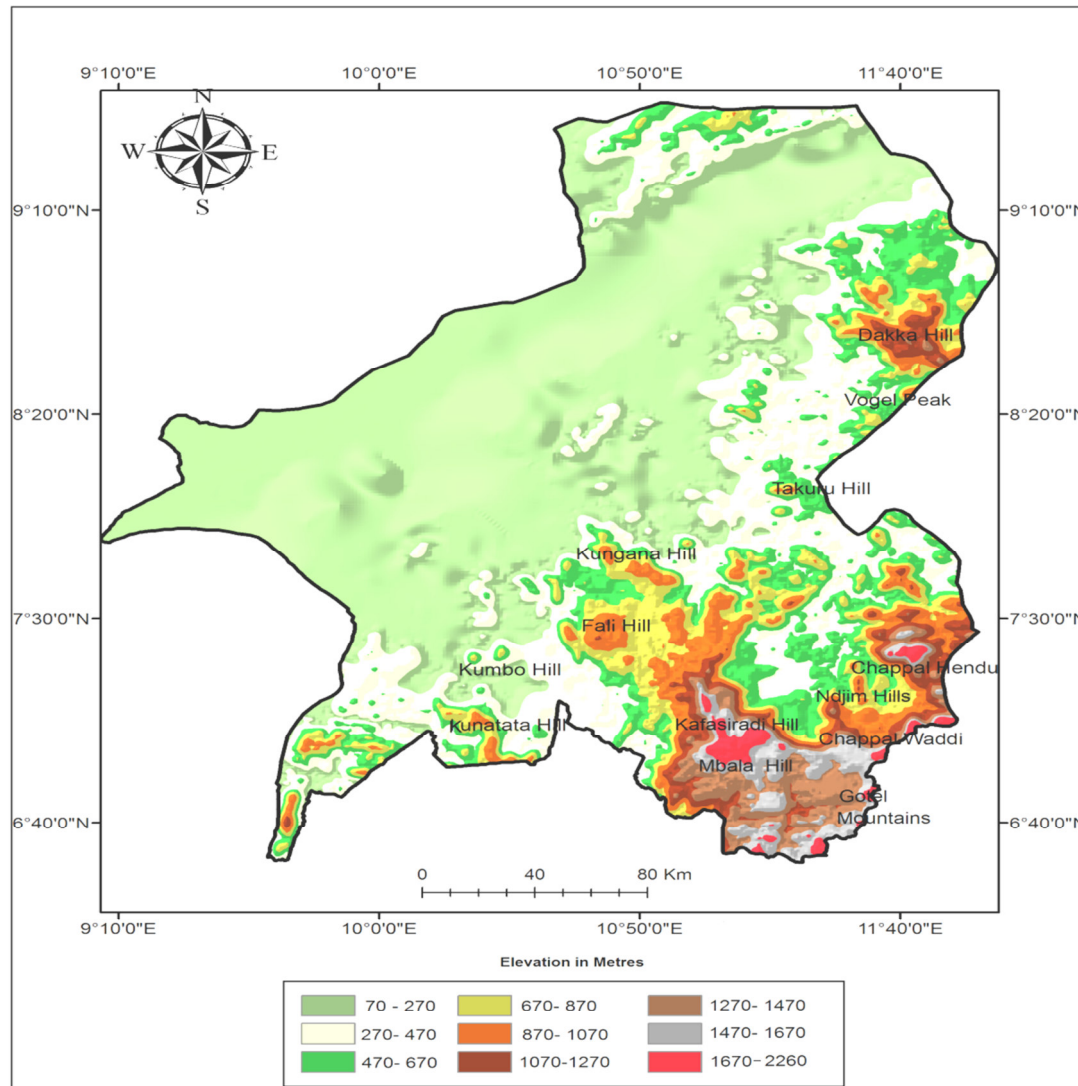 9°10'0"E 10°0'0"E 10°50'0"E 11°40'0"E
N
W E
S
9°10'0"N 9°10'0"N
Dakka Hill
Vogel Peak
8°20'0"N 8°20'0"N
Takuru Hill
Kungana Hill
7°30'0"N Fali Hill 7°30'0"N
Kumbo Hill Chappal Hendu
Ndjim Hills
Kunatata Hill Kafasiradi Hill
Chappal Waddi
Mbala Hill
Gotel
Mountains
6°40'0"N 6°40'0"N
0 40 80 Km
9°10'0"E 10°0'0"E 10°50'0"E 11°40'0"E
Elevation in Metres
70 - 270 670- 870 1270- 1470
270- 470 870- 1070 1470- 1670
470- 670 1070-1270 1670-2260